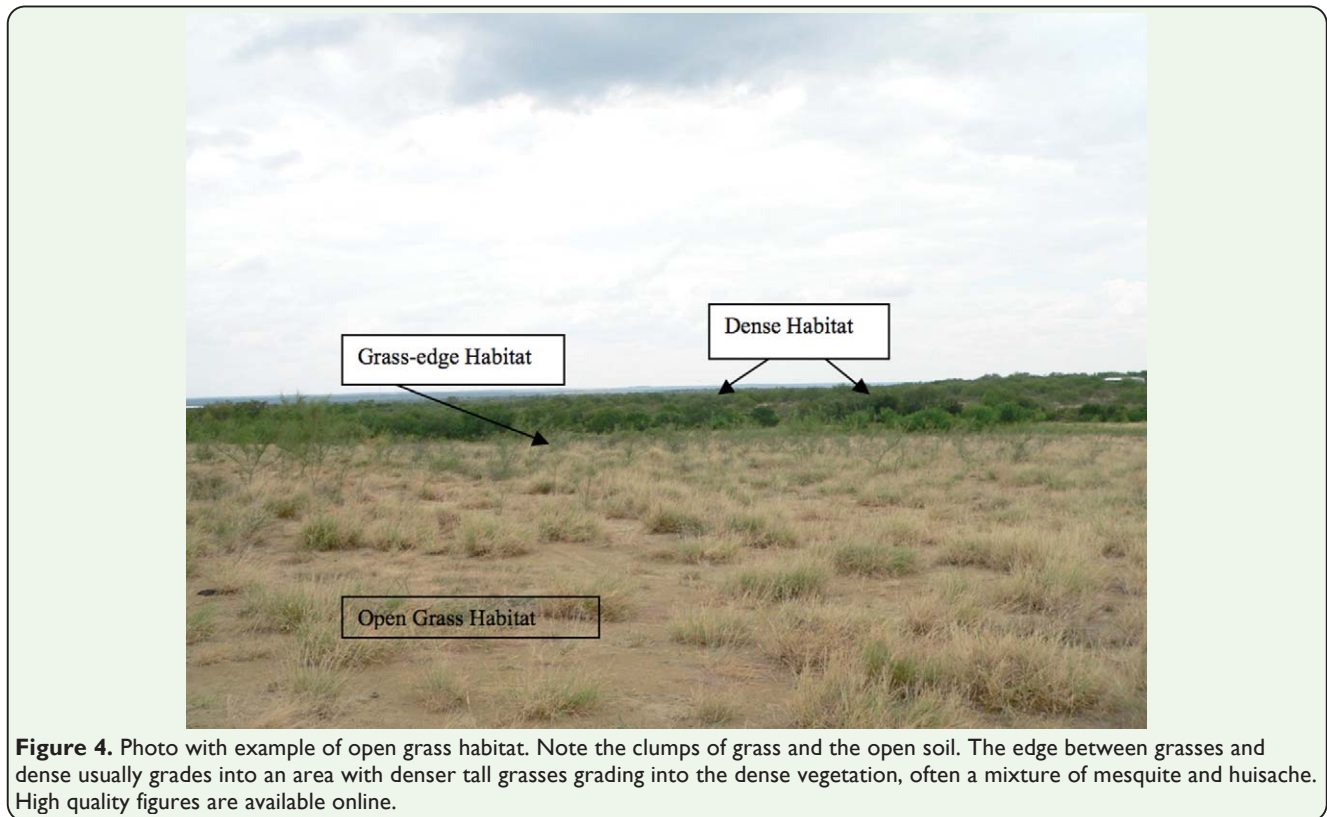 Dense Habitat
Grass-edge Habitat
Open Grass Habitat
Figure 4. Photo with example of open grass habitat. Note the clumps of grass and the open soil. The edge between grasses and
dense usually grades into an area with denser tall grasses grading into the dense vegetation, often a mixture of mesquite and huisache.
High quality figures are available online.